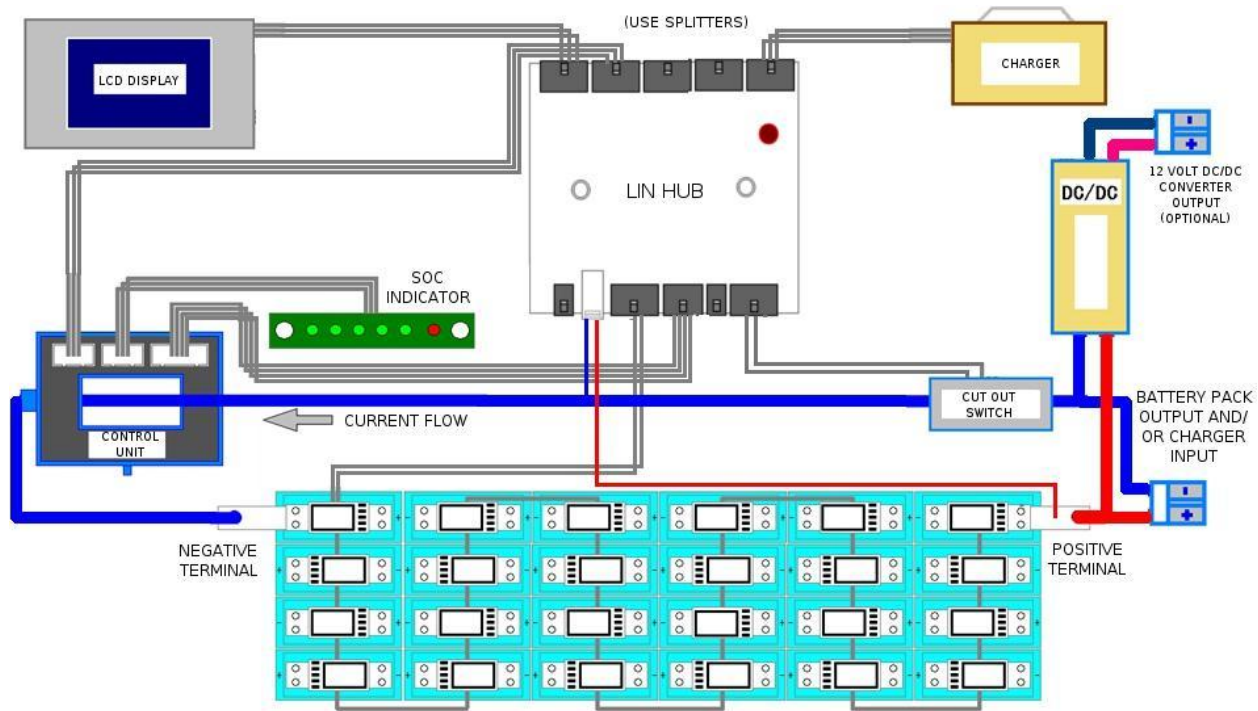 (USE SPLITTERS)
LCD DISPLAY
CHARGER
LIN HUB
DC/DC
-
+
12 VOLT DC/DC
CONVERTER
OUTPUT
(OPTIONAL)
SOC
INDICATOR
CONTROL
UNIT
CURRENT FLOW
CUT OUT
SWITCH
BATTERY PACK
OUTPUT AND/
OR CHARGER
INPUT
-
+
NEGATIVE
TERMINAL
POSITIVE
TERMINAL